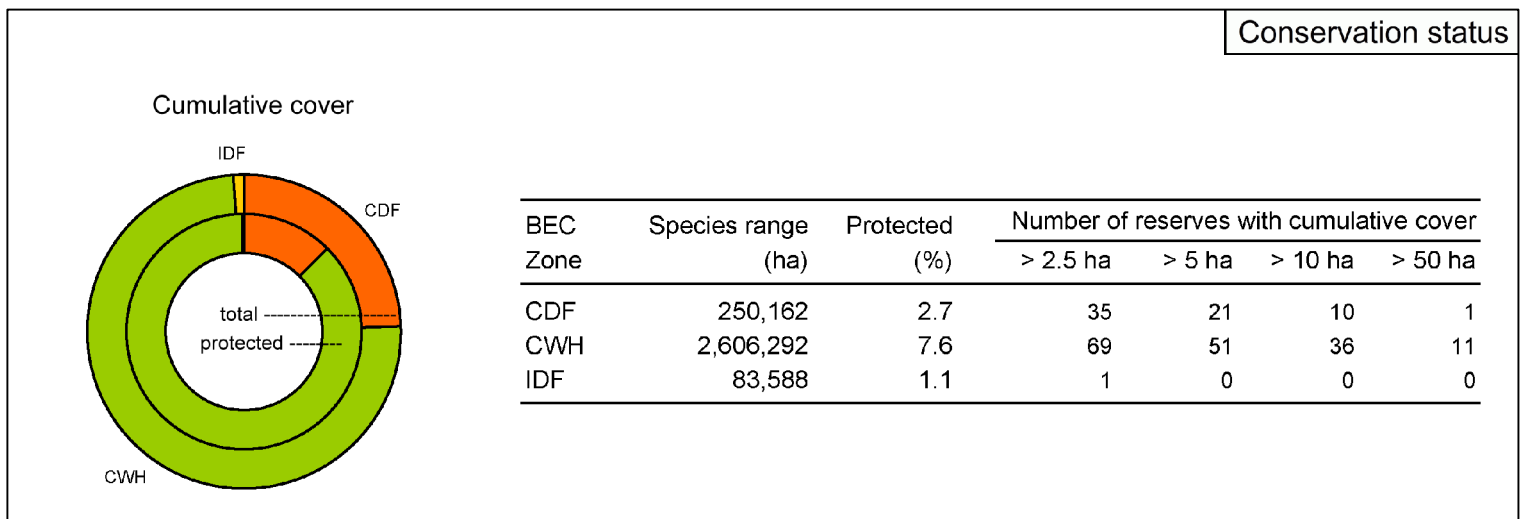 Conservation status
Cumulative cover
IDF
CDF
total
protected
CWH
BEC Species range Protected Number of reserves with cumulative cover
Zone (ha) (%) > 2.5 ha > 5 ha > 10 ha > 50 ha
CDF 250,162 2.7 35 21 10 1
CWH 2,606,292 7.6 69 51 36 11
IDF 83,588 1.1 1 0 0 0